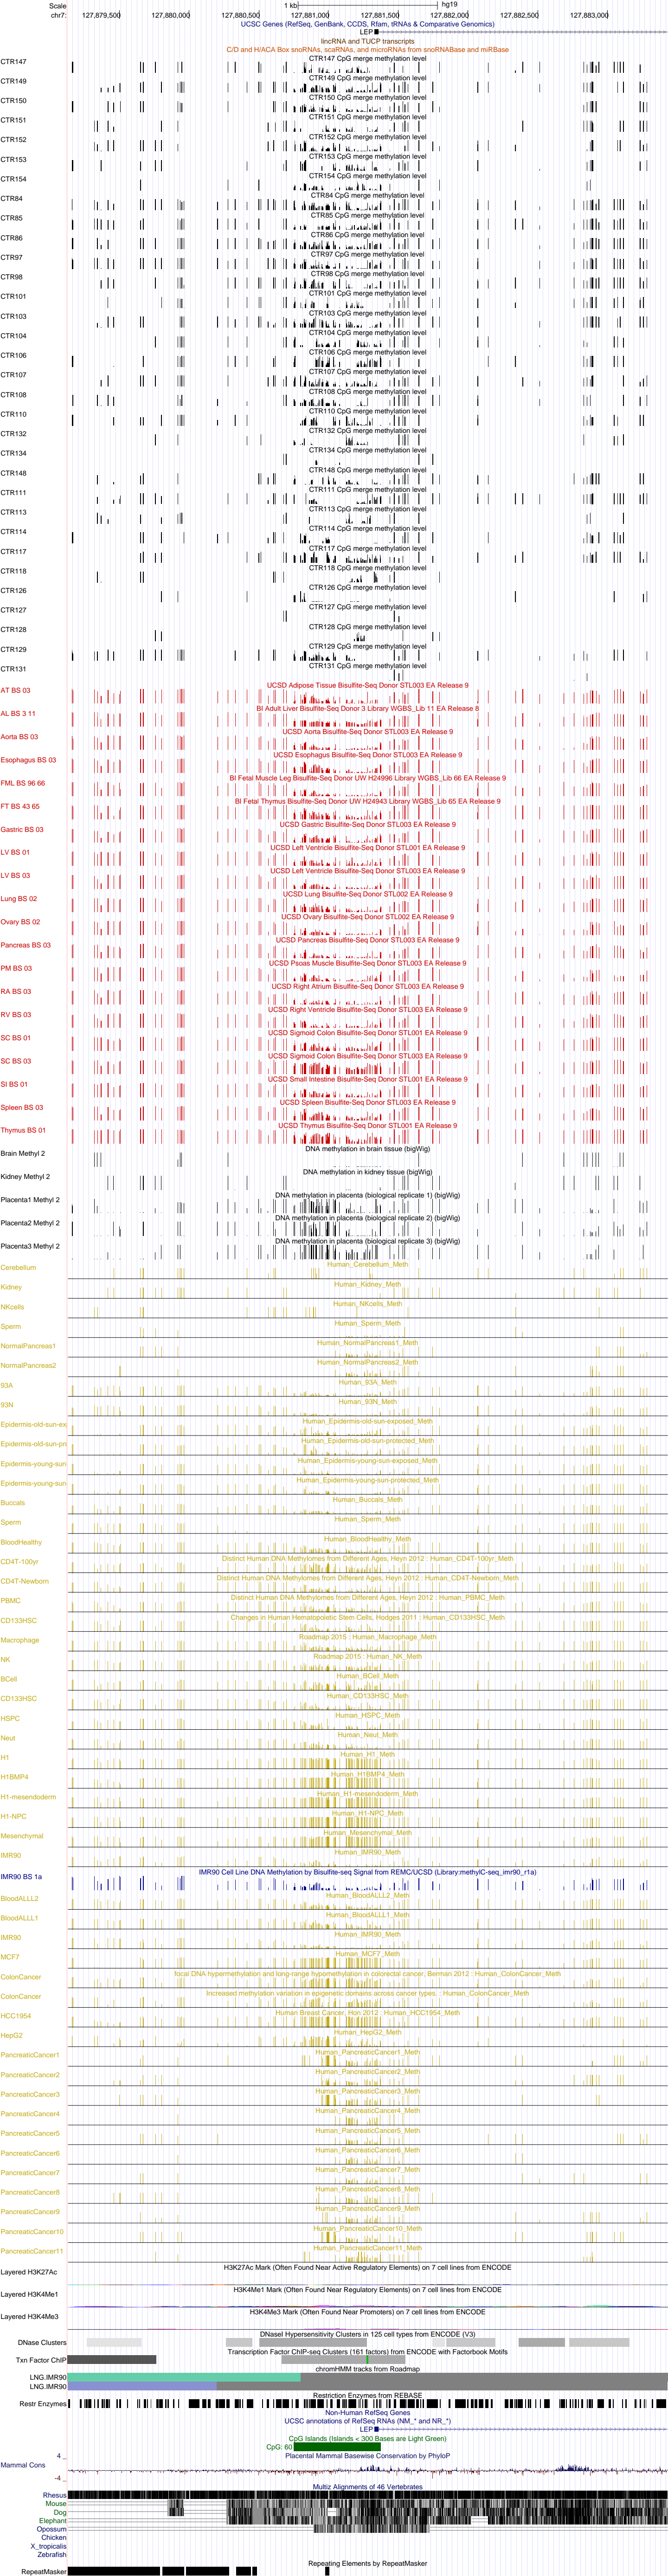 Scale 1 kb hg19
chr7: 127,879,500 127,880,000 127,880,500 127,881,000 127,881,500 127,882,000 127,882,500 127,883,000
UCSC Genes (RefSeq, GenBank, CCDS, Rfam, tRNAs & Comparative Genomics)
LEP
lincRNA and TUCP transcripts
C/D and H/ACA Box snoRNAs, scaRNAs, and microRNAs from snoRNABase and miRBase
CTR147 CTR147 CpG merge methylation level
CTR149 CTR149 CpG merge methylation level
CTR150 CTR150 CpG merge methylation level
CTR151 CTR151 CpG merge methylation level
CTR152 CTR152 CpG merge methylation level
CTR153 CTR153 CpG merge methylation level
CTR154 CTR154 CpG merge methylation level
CTR84 CTR84 CpG merge methylation level
CTR85 CTR85 CpG merge methylation level
CTR86 CTR86 CpG merge methylation level
CTR97 CTR97 CpG merge methylation level
CTR98 CTR98 CpG merge methylation level
CTR101 CTR101 CpG merge methylation level
CTR103 CTR103 CpG merge methylation level
CTR104 CTR104 CpG merge methylation level
CTR106 CTR106 CpG merge methylation level
CTR107 CTR107 CpG merge methylation level
CTR108 CTR108 CpG merge methylation level
CTR110 CTR110 CpG merge methylation level
CTR132 CTR132 CpG merge methylation level
CTR134 CTR134 CpG merge methylation level
CTR148 CTR148 CpG merge methylation level
CTR111 CTR111 CpG merge methylation level
CTR113 CTR113 CpG merge methylation level
CTR114 CTR114 CpG merge methylation level
CTR117 CTR117 CpG merge methylation level
CTR118 CTR118 CpG merge methylation level
CTR126 CTR126 CpG merge methylation level
CTR127 CTR127 CpG merge methylation level
CTR128 CTR128 CpG merge methylation level
CTR129 CTR129 CpG merge methylation level
CTR131 CTR131 CpG merge methylation level
AT BS 03 UCSD Adipose Tissue Bisulfite-Seq Donor STL003 EA Release 9
AL BS 3 11 BI Adult Liver Bisulfite-Seq Donor 3 Library WGBS_Lib 11 EA Release 8
Aorta BS 03 UCSD Aorta Bisulfite-Seq Donor STL003 EA Release 9
Esophagus BS 03 UCSD Esophagus Bisulfite-Seq Donor STL003 EA Release 9
FML BS 96 66 BI Fetal Muscle Leg Bisulfite-Seq Donor UW H24996 Library WGBS_Lib 66 EA Release 9
FT BS 43 65 BI Fetal Thymus Bisulfite-Seq Donor UW H24943 Library WGBS_Lib 65 EA Release 9
Gastric BS 03 UCSD Gastric Bisulfite-Seq Donor STL003 EA Release 9
LV BS 01 UCSD Left Ventricle Bisulfite-Seq Donor STL001 EA Release 9
LV BS 03 UCSD Left Ventricle Bisulfite-Seq Donor STL003 EA Release 9
Lung BS 02 UCSD Lung Bisulfite-Seq Donor STL002 EA Release 9
Ovary BS 02 UCSD Ovary Bisulfite-Seq Donor STL002 EA Release 9
Pancreas BS 03 UCSD Pancreas Bisulfite-Seq Donor STL003 EA Release 9
PM BS 03 UCSD Psoas Muscle Bisulfite-Seq Donor STL003 EA Release 9
RA BS 03 UCSD Right Atrium Bisulfite-Seq Donor STL003 EA Release 9
RV BS 03 UCSD Right Ventricle Bisulfite-Seq Donor STL003 EA Release 9
SC BS 01 UCSD Sigmoid Colon Bisulfite-Seq Donor STL001 EA Release 9
SC BS 03 UCSD Sigmoid Colon Bisulfite-Seq Donor STL003 EA Release 9
SI BS 01 UCSD Small Intestine Bisulfite-Seq Donor STL001 EA Release 9
Spleen BS 03 UCSD Spleen Bisulfite-Seq Donor STL003 EA Release 9
Thymus BS 01 UCSD Thymus Bisulfite-Seq Donor STL001 EA Release 9
Brain Methyl 2 DNA methylation in brain tissue (bigWig)
Kidney Methyl 2 DNA methylation in kidney tissue (bigWig)
Placenta1 Methyl 2 DNA methylation in placenta (biological replicate 1) (bigWig)
Placenta2 Methyl 2 DNA methylation in placenta (biological replicate 2) (bigWig)
Placenta3 Methyl 2 DNA methylation in placenta (biological replicate 3) (bigWig)
Cerebellum Human_Cerebellum_Meth
Kidney Human_Kidney_Meth
NKcells Human_NKcells_Meth
Sperm Human_Sperm_Meth
NormalPancreas1 Human_NormalPancreas1_Meth
NormalPancreas2 Human_NormalPancreas2_Meth
93A Human_93A_Meth
93N Human_93N_Meth
Epidermis-old-sun-ex Human_Epidermis-old-sun-exposed_Meth
Epidermis-old-sun-pr Human_Epidermis-old-sun-protected_Meth
Epidermis-young-sun Human_Epidermis-young-sun-exposed_Meth
Epidermis-young-sun Human_Epidermis-young-sun-protected_Meth
Buccals Human_Buccals_Meth
Sperm Human_Sperm_Meth
BloodHealthy Human_BloodHealthy_Meth
CD4T-100yr Distinct Human DNA Methylomes from Different Ages, Heyn 2012 : Human_CD4T-100yr_Meth
CD4T-Newborn Distinct Human DNA Methylomes from Different Ages, Heyn 2012 : Human_CD4T-Newborn_Meth
PBMC Distinct Human DNA Methylomes from Different Ages, Heyn 2012 : Human_PBMC_Meth
CD133HSC Changes in Human Hematopoietic Stem Cells, Hodges 2011 : Human_CD133HSC_Meth
Macrophage Roadmap 2015 : Human_Macrophage_Meth
NK Roadmap 2015 : Human_NK_Meth
BCell Human_BCell_Meth
CD133HSC Human_CD133HSC_Meth
HSPC Human_HSPC_Meth
Neut Human_Neut_Meth
H1 Human_H1_Meth
H1BMP4 Human_H1BMP4_Meth
H1-mesendoderm Human_H1-mesendoderm_Meth
H1-NPC Human_H1-NPC_Meth
Mesenchymal Human_Mesenchymal_Meth
IMR90 Human_IMR90_Meth
IMR90 BS 1a IMR90 Cell Line DNA Methylation by Bisulfite-seq Signal from REMC/UCSD (Library:methylC-seq_imr90_r1a)
BloodALLL2 Human_BloodALLL2_Meth
BloodALLL1 Human_BloodALLL1_Meth
IMR90 Human_IMR90_Meth
MCF7 Human_MCF7_Meth
ColonCancer focal DNA hypermethylation and long-range hypomethylation in colorectal cancer, Berman 2012 : Human_ColonCancer_Meth
ColonCancer Increased methylation variation in epigenetic domains across cancer types. : Human_ColonCancer_Meth
HCC1954 Human Breast Cancer, Hon 2012 : Human_HCC1954_Meth
HepG2 Human_HepG2_Meth
PancreaticCancer1 Human_PancreaticCancer1_Meth
PancreaticCancer2 Human_PancreaticCancer2_Meth
PancreaticCancer3 Human_PancreaticCancer3_Meth
PancreaticCancer4 Human_PancreaticCancer4_Meth
PancreaticCancer5 Human_PancreaticCancer5_Meth
PancreaticCancer6 Human_PancreaticCancer6_Meth
PancreaticCancer7 Human_PancreaticCancer7_Meth
PancreaticCancer8 Human_PancreaticCancer8_Meth
PancreaticCancer9 Human_PancreaticCancer9_Meth
PancreaticCancer10 Human_PancreaticCancer10_Meth
PancreaticCancer11 Human_PancreaticCancer11_Meth
H3K27Ac Mark (Often Found Near Active Regulatory Elements) on 7 cell lines from ENCODE
Layered H3K27Ac
H3K4Me1 Mark (Often Found Near Regulatory Elements) on 7 cell lines from ENCODE
Layered H3K4Me1
H3K4Me3 Mark (Often Found Near Promoters) on 7 cell lines from ENCODE
Layered H3K4Me3
DNaseI Hypersensitivity Clusters in 125 cell types from ENCODE (V3)
DNase Clusters
Transcription Factor ChIP-seq Clusters (161 factors) from ENCODE with Factorbook Motifs
Txn Factor ChIP
chromHMM tracks from Roadmap
LNG.IMR90
LNG.IMR90
Restriction Enzymes from REBASE
Restr Enzymes
Non-Human RefSeq Genes
UCSC annotations of RefSeq RNAs (NM_* and NR_*)
LEP
CpG Islands (Islands < 300 Bases are Light Green)
CpG: 60
Placental Mammal Basewise Conservation by PhyloP
4 _
Mammal Cons
-4 _
Multiz Alignments of 46 Vertebrates
Rhesus
Mouse
Dog
Elephant
Opossum
Chicken
X_tropicalis
Zebrafish
Repeating Elements by RepeatMasker
RepeatMasker